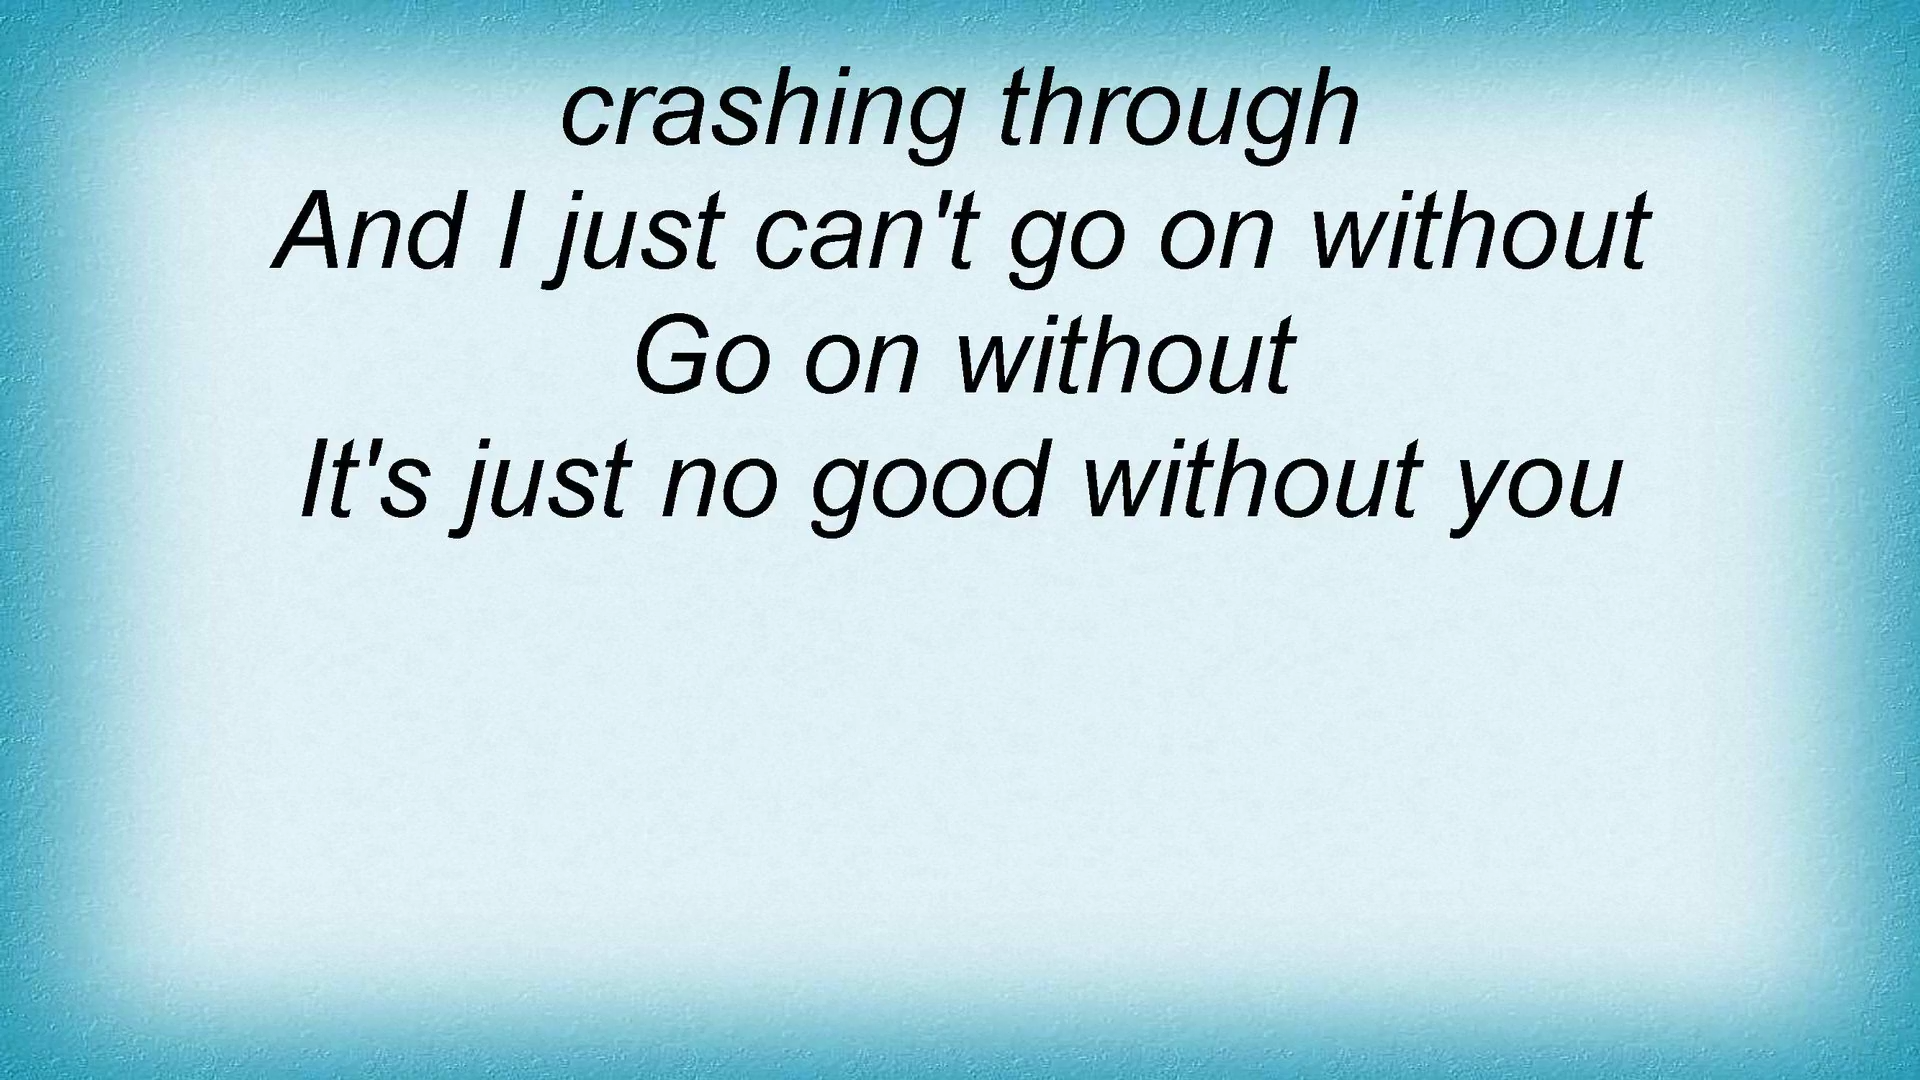 crashing through
And I just can't go on without
Go on without
It's just no good without you